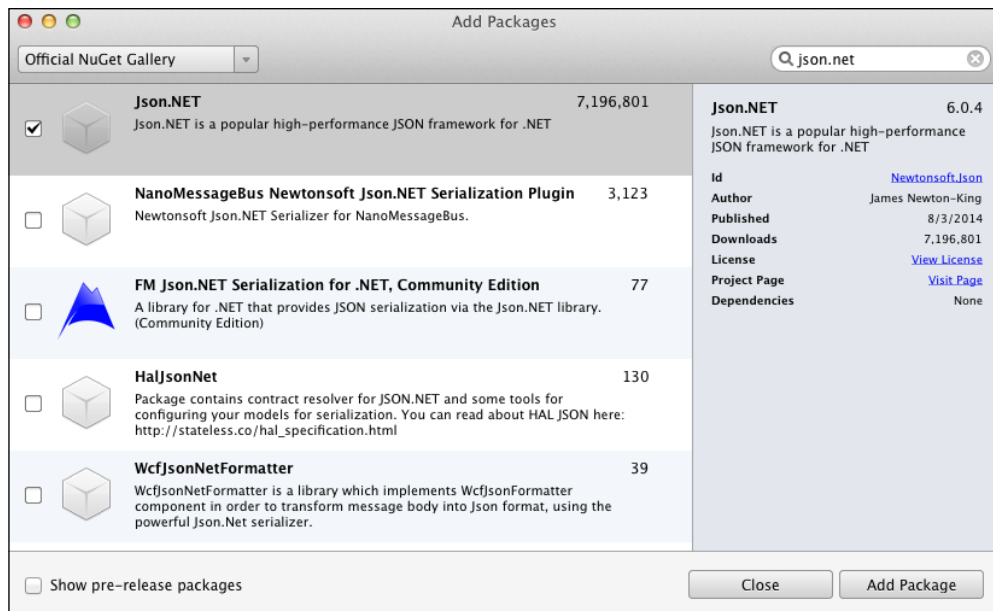 Add Packages
Official NuGet Gallery
json.net
Json.NET 7,196,801
Json.NET is a popular high-performance JSON framework for .NET
NanoMessageBus Newtonsoft Json.NET Serialization Plugin 3,123
Newtonsoft Json.NET Serializer for NanoMessageBus.
FM Json.NET Serialization for .NET, Community Edition 77
A library for .NET that provides JSON serialization via the Json.NET library.
(Community Edition)
HalJsonNet 130
Package contains contract resolver for JSON.NET and some tools for
configuring your models for serialization. You can read about HAL JSON here:
http://stateless.co/hal_specification.html
WcfJsonNetFormatter 39
WcfJsonNetFormatter is a library which implements WcfJsonFormatter
component in order to transform message body into Json format, using the
powerful Json.Net serializer.
Json.NET 6.0.4
Json.NET is a popular high-performance
JSON framework for .NET
Id Newtonsoft.Json
Author James Newton-King
Published 8/3/2014
Downloads 7,196,801
License View License
Project Page Visit Page
Dependencies None
Show pre-release packages
Close
Add Package